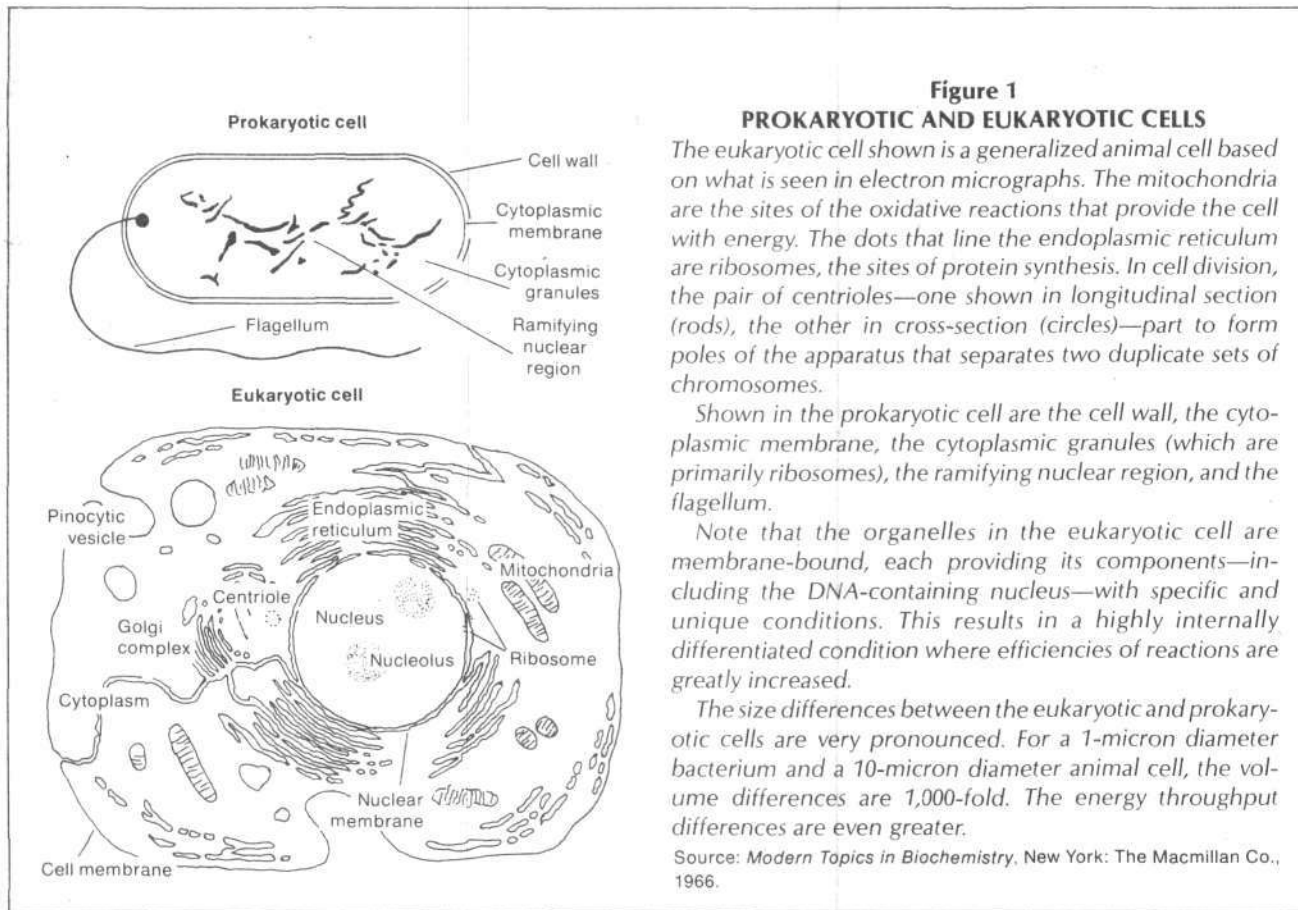 Prokaryotic cell
Cell wall
Cytoplasmic
membrane
Cytoplasmic
granules
Flagellum
Ramifying
nuclear
region
Eukaryotic cell
Pinocytic
vesicle
Endoplasmic
reticulum
Mitochondria
Centriole
Nucleus
Golgi
complex
Nucleolus
Ribosome
Cytoplasm
Nuclear
membrane
Cell membrane
Figure 1
PROKARYOTIC AND EUKARYOTIC CELLS
The eukaryotic cell shown is a generalized animal cell based
on what is seen in electron micrographs. The mitochondria
are the sites of the oxidative reactions that provide the cell
with energy. The dots that line the endoplasmic reticulum
are ribosomes, the sites of protein synthesis. In cell division,
the pair of centrioles—one shown in longitudinal section
(rods), the other in cross-section (circles)—part to form
poles of the apparatus that separates two duplicate sets of
chromosomes.
Shown in the prokaryotic cell are the cell wall, the cyto-
plasmic membrane, the cytoplasmic granules (which are
primarily ribosomes), the ramifying nuclear region, and the
flagellum.
Note that the organelles in the eukaryotic cell are
membrane-bound, each providing its components—in-
cluding the DNA-containing nucleus—with specific and
unique conditions. This results in a highly internally
differentiated condition where efficiencies of reactions are
greatly increased.
The size differences between the eukaryotic and prokary-
otic cells are very pronounced. For a 1-micron diameter
bacterium and a 10-micron diameter animal cell, the vol-
ume differences are 1,000-fold. The energy throughput
differences are even greater.
Source: Modern Topics in Biochemistry, New York: The Macmillan Co.,
1966.